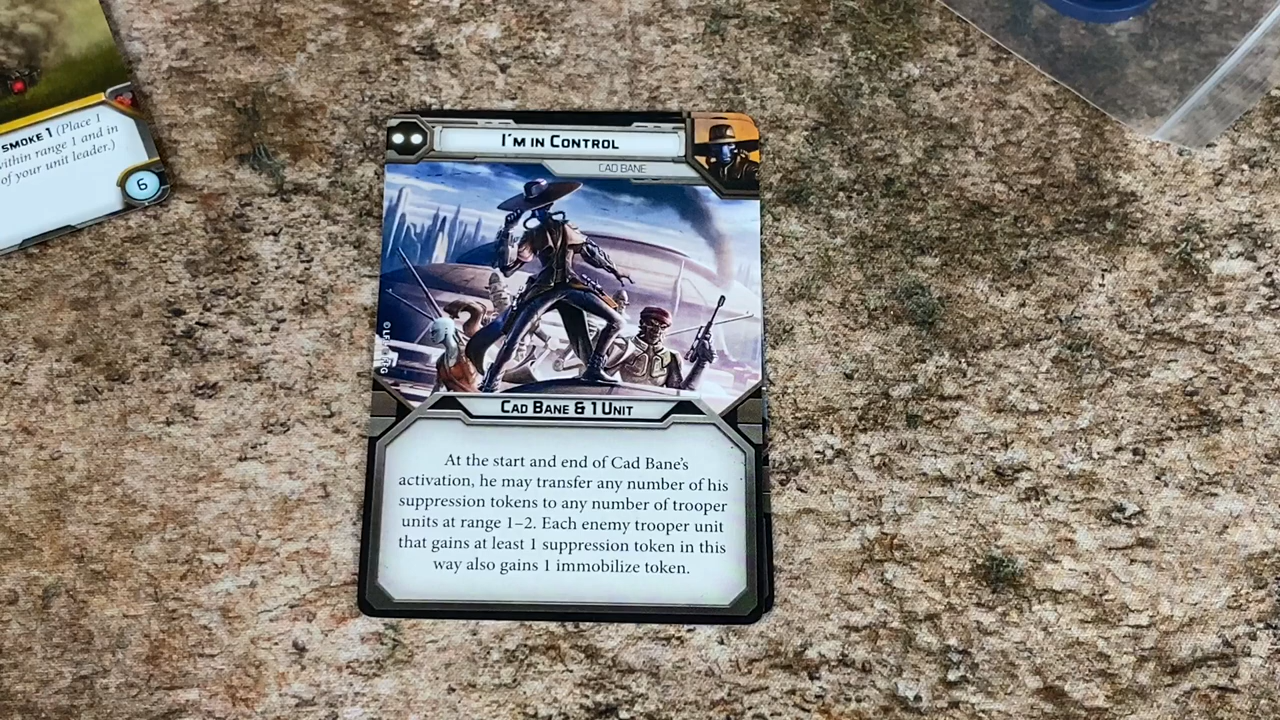 SMOKE 1 (Place 1
within range 1 and in
of your unit leader.)
6
I'm in Control
CAD BANE
Cad Bane & 1 Unit
At the start and end of Cad Bane's
activation, he may transfer any number of his
suppression tokens to any number of trooper
units at range 1–2. Each enemy trooper unit
that gains at least 1 suppression token in this
way also gains 1 immobilize token.